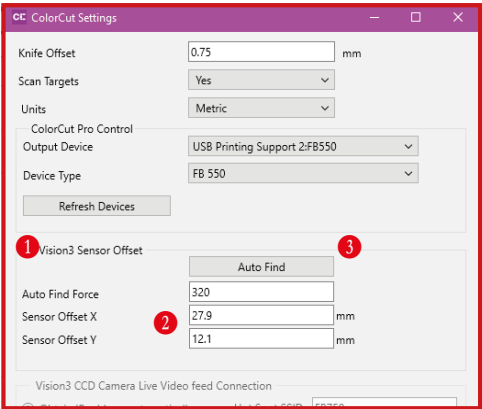 CC ColorCut Settings
Knife Offset 0.75 mm
Scan Targets Yes
Units Metric
ColorCut Pro Control
Output Device USB Printing Support 2:FB550
Device Type FB 550
Refresh Devices
1 Vision3 Sensor Offset 3
Auto Find
Auto Find Force 320
Sensor Offset X 27.9 mm
2
Sensor Offset Y 12.1 mm
Vision3 CCD Camera Live Video feed Connection